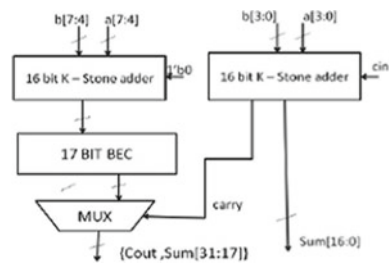 b[7:4] a[7:4]
b[3:0] a[3:0]
16 bit K – Stone adder
1'b0
16 bit K – Stone adder
cin
17 BIT BEC
MUX
carry
Sum[16:0]
{Cout ,Sum[31:17]}